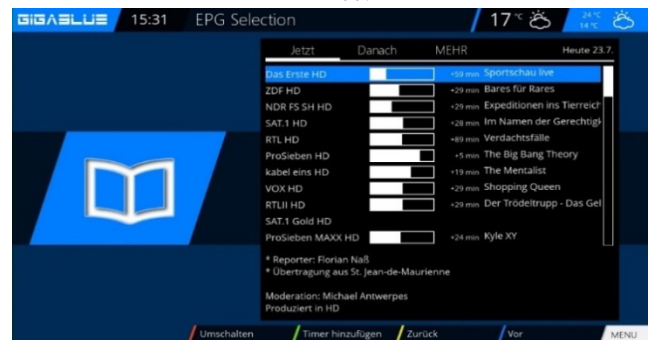 GIGABLUE 15:31 EPG Selection 17 °C 24 °C 14 °C
Jetzt Danach MEHR Heute 23.7.
Das Erste HD +59 min Sportschau live
ZDF HD +29 min Bares für Rares
NDR FS SH HD +29 min Expeditionen ins Tierreich
SAT.1 HD +28 min Im Namen der Gerechtigk
RTL HD +89 min Verdachtsfälle
ProSieben HD +5 min The Big Bang Theory
kabel eins HD +19 min The Mentalist
VOX HD +29 min Shopping Queen
RTLII HD +29 min Der Trödeltrupp - Das Gel
SAT.1 Gold HD
ProSieben MAXX HD +24 min Kyle XY
* Reporter: Florian Naß
* Übertragung aus St. Jean-de-Maurienne
Moderation: Michael Antwerpes
Produziert in HD
Umschalten Timer hinzufügen Zurück Vor MENU